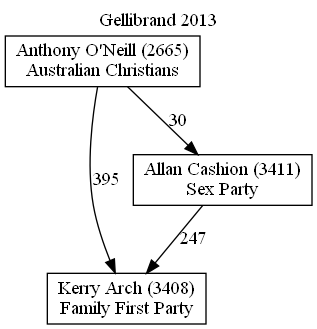 Gellibrand 2013
Anthony O'Neill (2665)
Australian Christians
30
Allan Cashion (3411)
Sex Party
395
247
Kerry Arch (3408)
Family First Party